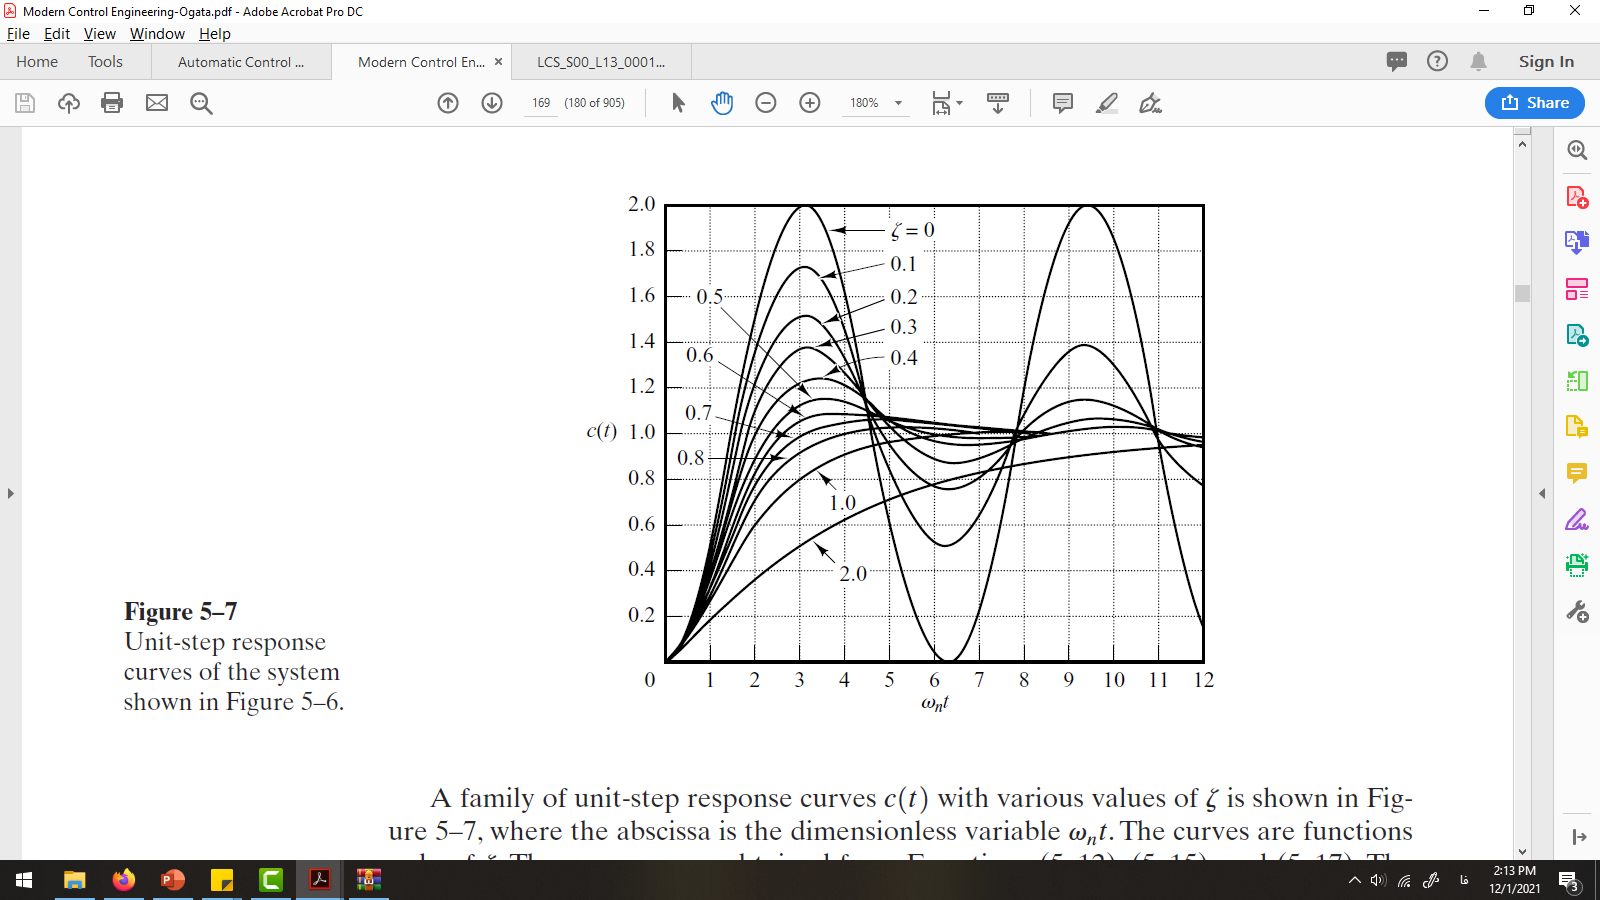 Modern Control Engineering-Ogata.pdf - Adobe Acrobat Pro DC
File Edit View Window Help
Home Tools Automatic Control ... Modern Control En... × LCS_S00_L13_0001... Sign In
169 (180 of 905) 180% Share
2.0
ζ = 0
1.8
0.1
1.6
0.5
0.2
1.4
0.3
0.6
0.4
1.2
0.7
c(t) 1.0
0.8
0.8
1.0
0.6
0.4
2.0
0.2
0 1 2 3 4 5 6 7 8 9 10 11 12
ωnt
Figure 5–7
Unit-step response
curves of the system
shown in Figure 5–6.
A family of unit-step response curves c(t) with various values of ζ is shown in Fig-
ure 5–7, where the abscissa is the dimensionless variable ωnt. The curves are functions
2:13 PM
12/1/2021
فا
3